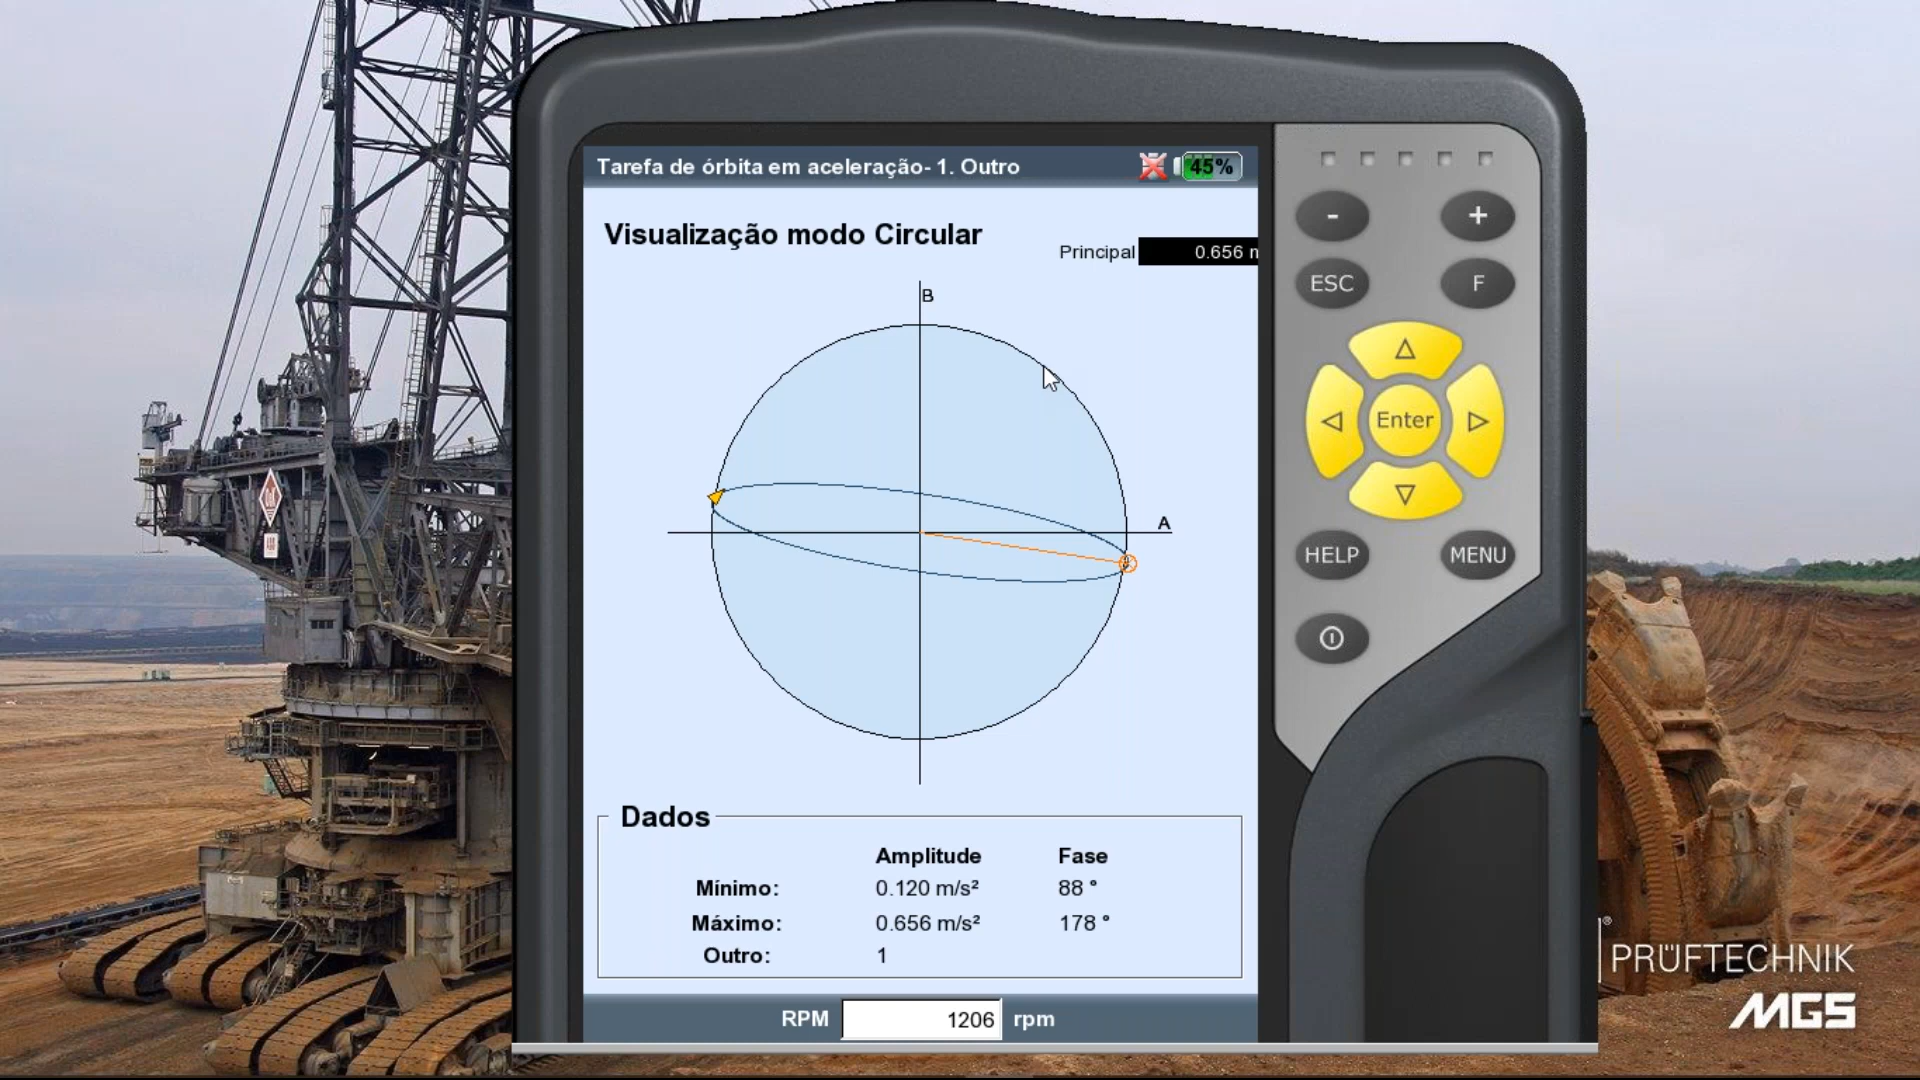 Tarefa de órbita em aceleração- 1. Outro
45%
Visualização modo Circular
Principal 0.656 m
B
A
Dados
Amplitude Fase
Mínimo: 0.120 m/s² 88 °
Máximo: 0.656 m/s² 178 °
Outro: 1
RPM 1206 rpm
- +
ESC F
Enter
HELP MENU
® PRÜFTECHNIK
MGS